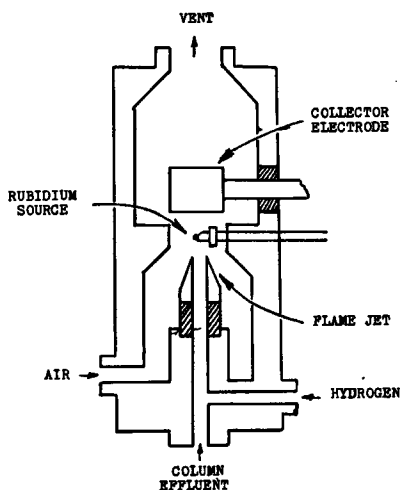 VENT
COLLECTOR
ELECTRODE
RUBIDIUM
SOURCE
FLAME JET
AIR
HYDROGEN
COLUMN
EFFLUENT